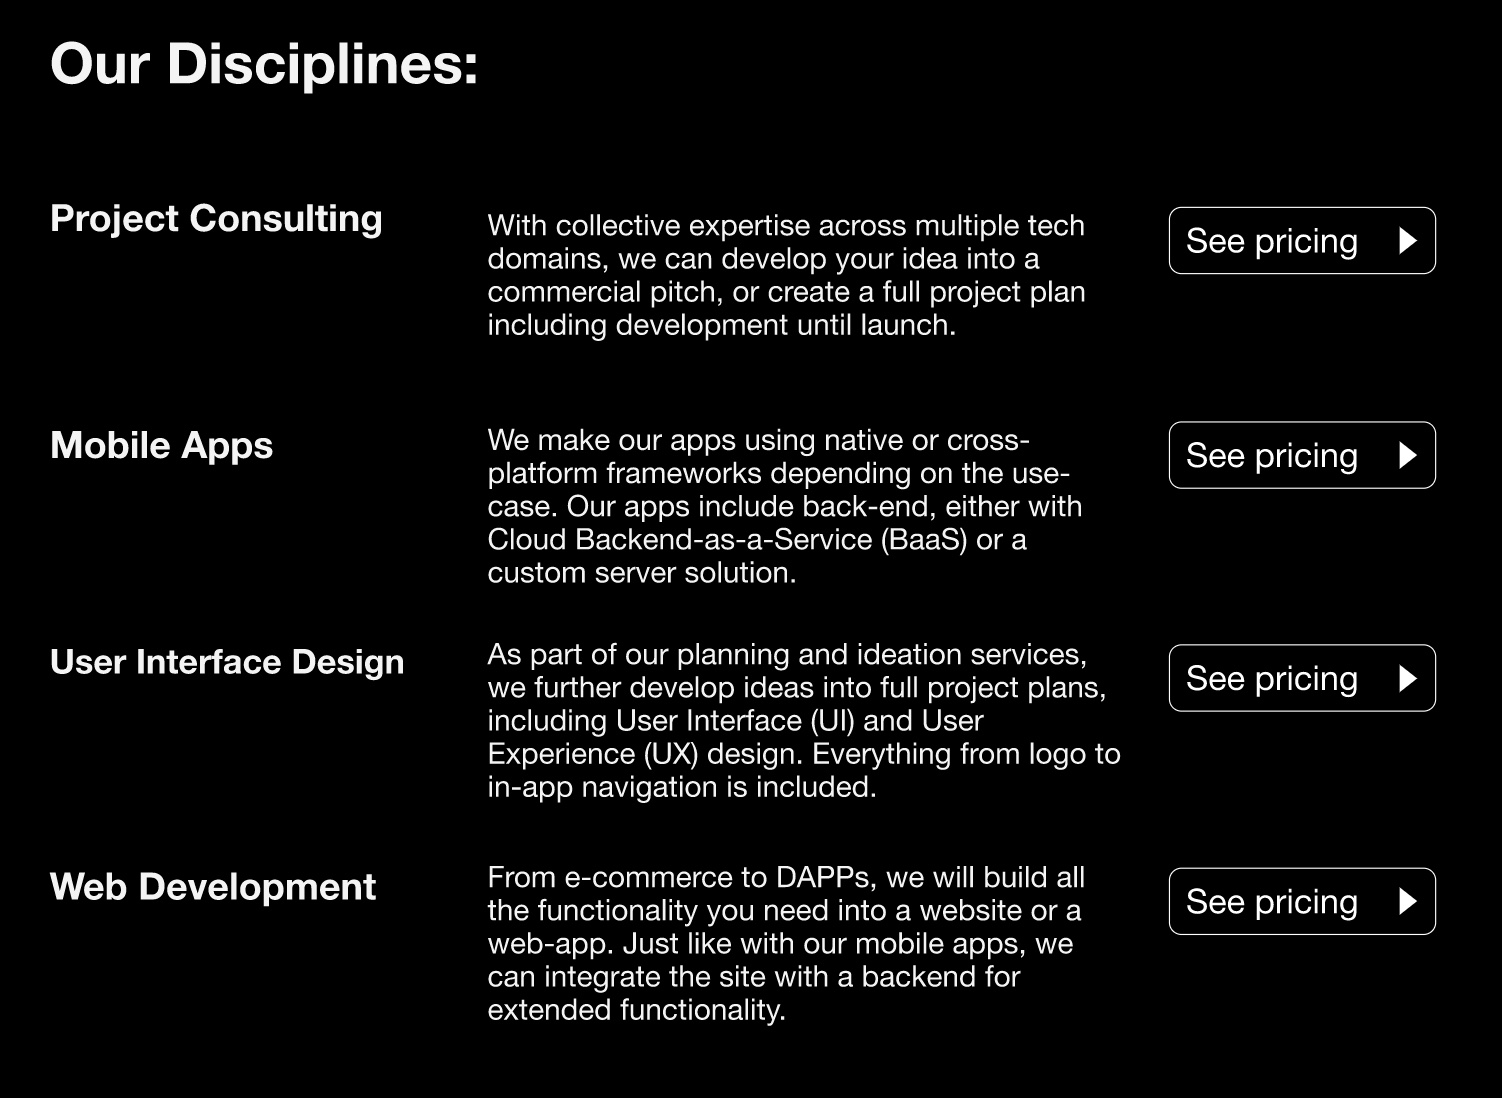 Our Disciplines:
Project Consulting
With collective expertise across multiple tech
domains, we can develop your idea into a
commercial pitch, or create a full project plan
including development until launch.
See pricing
Mobile Apps
We make our apps using native or cross-
platform frameworks depending on the use-
case. Our apps include back-end, either with
Cloud Backend-as-a-Service (BaaS) or a
custom server solution.
See pricing
User Interface Design
As part of our planning and ideation services,
we further develop ideas into full project plans,
including User Interface (UI) and User
Experience (UX) design. Everything from logo to
in-app navigation is included.
See pricing
Web Development
From e-commerce to DAPPs, we will build all
the functionality you need into a website or a
web-app. Just like with our mobile apps, we
can integrate the site with a backend for
extended functionality.
See pricing